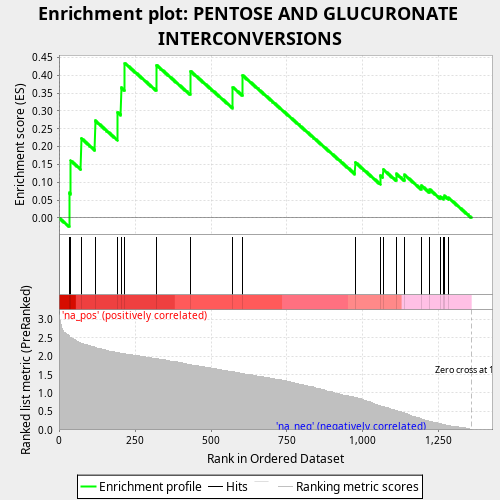 Enrichment plot: PENTOSE AND GLUCURONATE
INTERCONVERSIONS
Enrichment score (ES)
0.45
0.40
0.35
0.30
0.25
0.20
0.15
0.10
0.05
0.00
'na_pos' (positively correlated)
Ranked list metric (PreRanked)
3.0
2.5
2.0
1.5
1.0
0.5
0.0
Zero cross at 1
'na_neg' (negatively correlated)
0
250
500
750
1,000
1,250
Rank in Ordered Dataset
Enrichment profile
Hits
Ranking metric scores